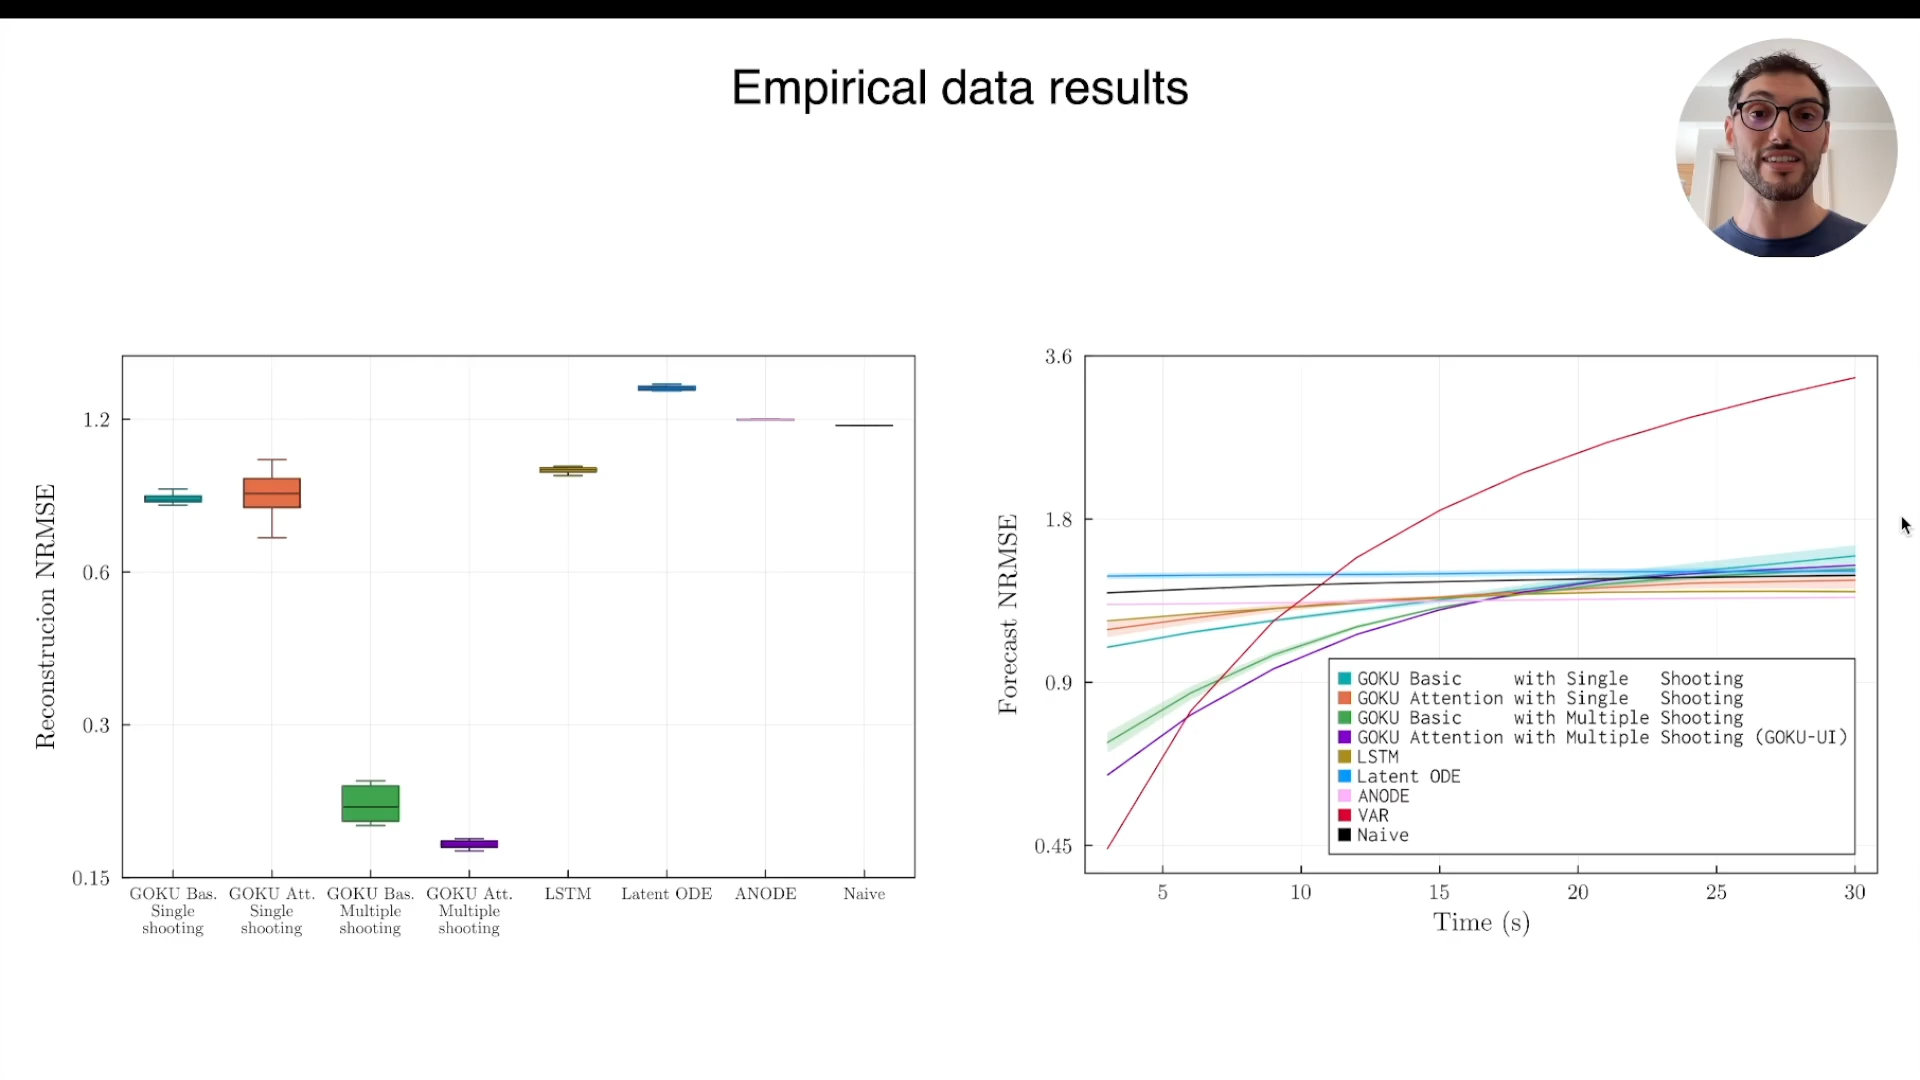 Empirical data results
Reconstrucion NRMSE
1.2
0.6
0.3
0.15
GOKU Bas.
Single
shooting
GOKU Att.
Single
shooting
GOKU Bas.
Multiple
shooting
GOKU Att.
Multiple
shooting
LSTM
Latent ODE
ANODE
Naive
Forecast NRMSE
3.6
1.8
0.9
0.45
GOKU Basic with Single Shooting
GOKU Attention with Single Shooting
GOKU Basic with Multiple Shooting
GOKU Attention with Multiple Shooting (GOKU-UI)
LSTM
Latent ODE
ANODE
VAR
Naive
5 10 15 20 25 30
Time (s)